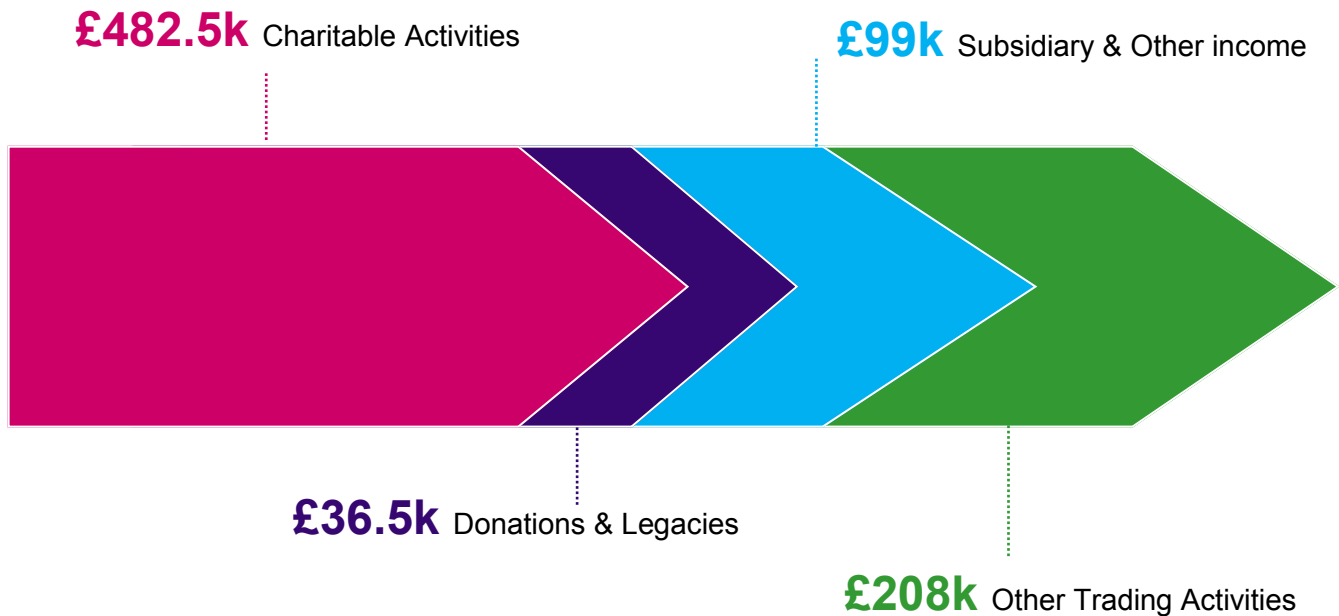 £482.5k Charitable Activities
£99k Subsidiary & Other income
£36.5k Donations & Legacies
£208k Other Trading Activities